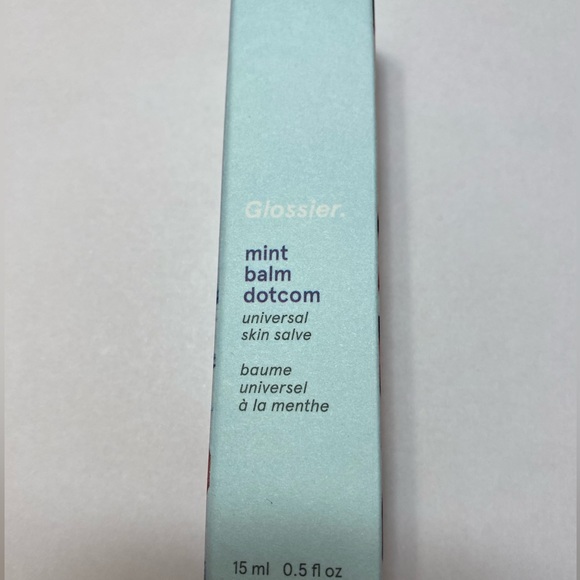 Glossier.
mint
balm
dotcom
universal
skin salve
baume
universel
à la menthe
15 ml 0.5 fl oz